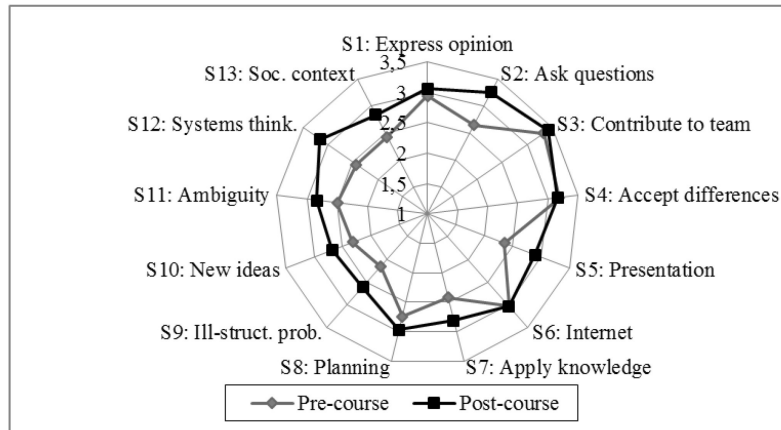 S1: Express opinion
S2: Ask questions
S3: Contribute to team
S4: Accept differences
S5: Presentation
S6: Internet
S7: Apply knowledge
S8: Planning
S9: Ill-struct. prob.
S10: New ideas
S11: Ambiguity
S12: Systems think.
S13: Soc. context
3,5
3
2,5
2
1,5
1
Pre-course
Post-course